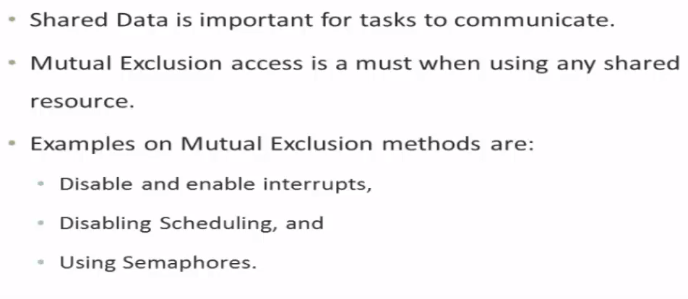 • Shared Data is important for tasks to communicate.
• Mutual Exclusion access is a must when using any shared
resource.
• Examples on Mutual Exclusion methods are:
• Disable and enable interrupts,
• Disabling Scheduling, and
• Using Semaphores.